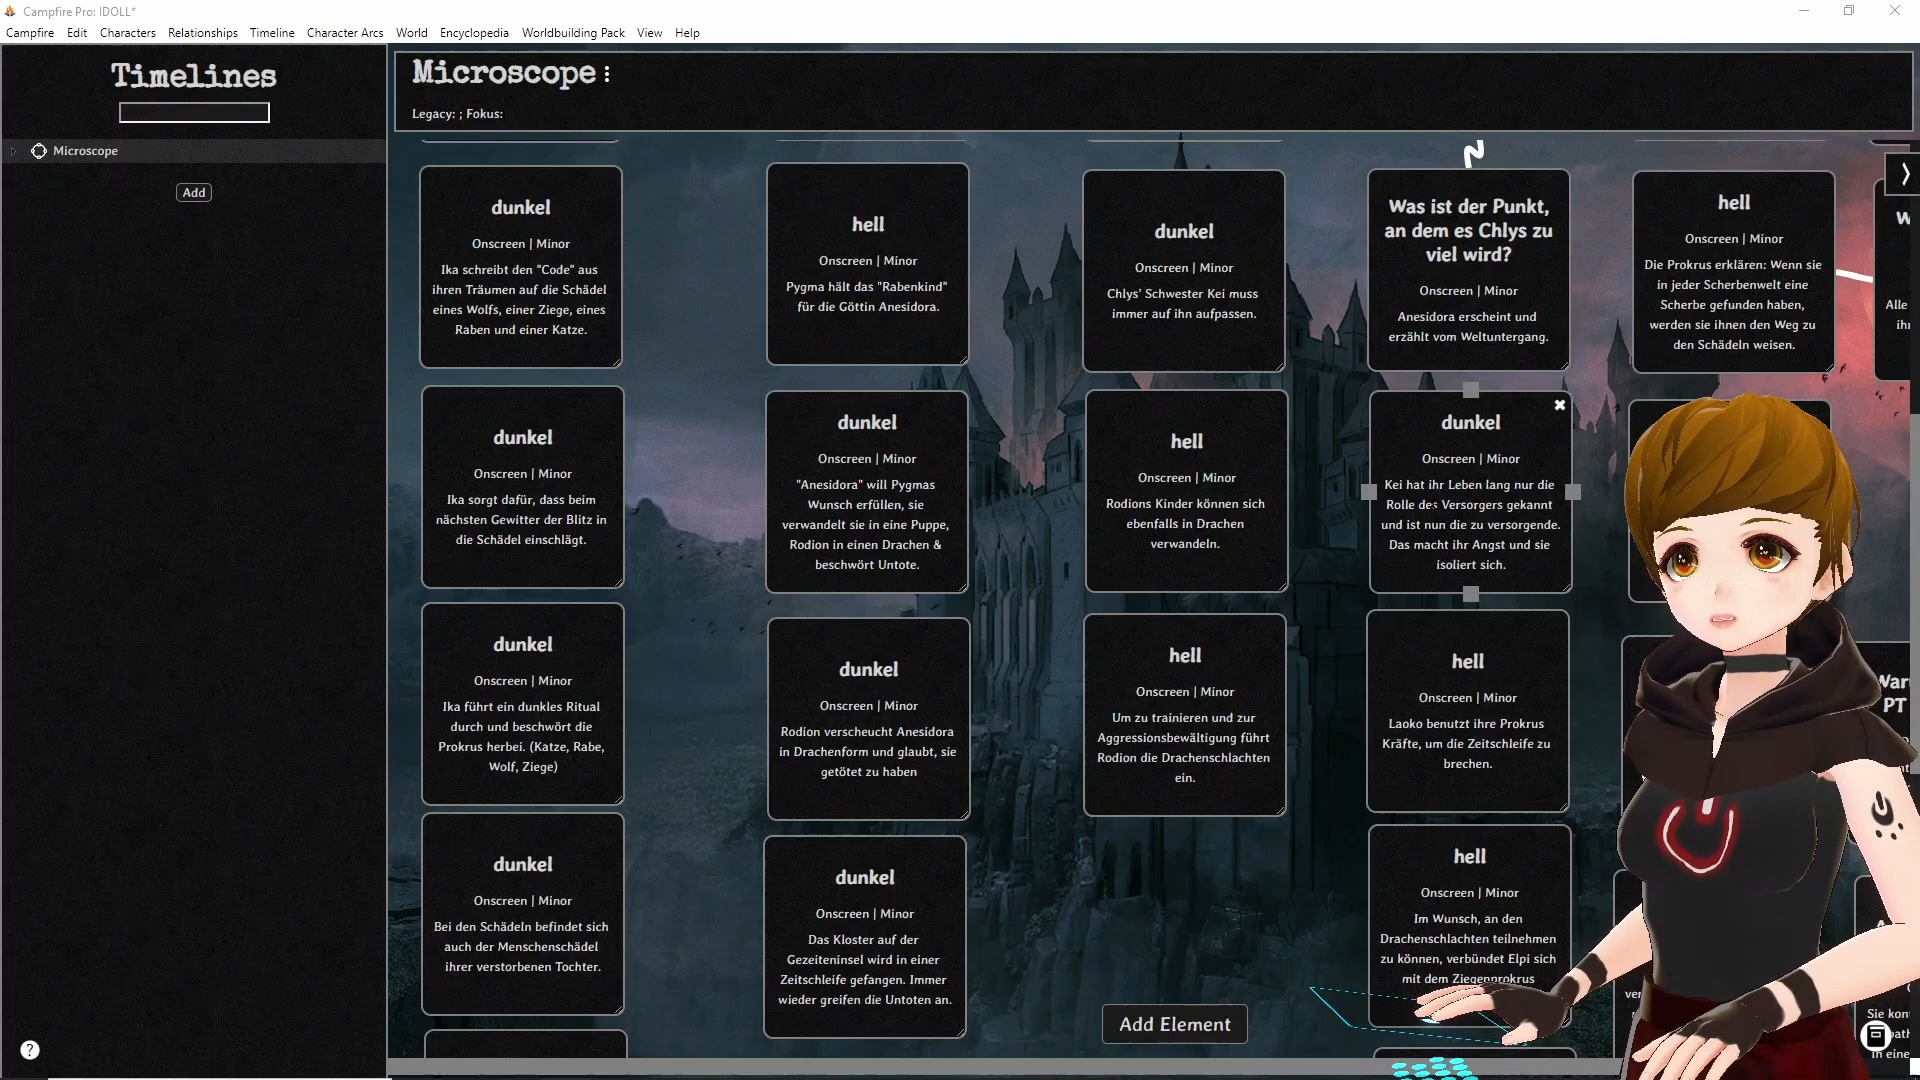 Campfire Pro: IDOLL*
Campfire Edit Characters Relationships Timeline Character Arcs World Encyclopedia Worldbuilding Pack View Help
Timelines
Microscope
Add
Microscope
Legacy: ; Fokus:
dunkel
Onscreen | Minor
Ika schreibt den "Code" aus
ihren Träumen auf die Schädel
eines Wolfs, einer Ziege, eines
Raben und einer Katze.
dunkel
Onscreen | Minor
Ika sorgt dafür, dass beim
nächsten Gewitter der Blitz in
die Schädel einschlägt.
dunkel
Onscreen | Minor
Ika führt ein dunkles Ritual
durch und beschwört die
Prokrus herbei. (Katze, Rabe,
Wolf, Ziege)
dunkel
Onscreen | Minor
Bei den Schädeln befindet sich
auch der Menschenschädel
ihrer verstorbenen Tochter.
hell
Onscreen | Minor
Pygma hält das "Rabenkind"
für die Göttin Anesidora.
dunkel
Onscreen | Minor
"Anesidora" will Pygmas
Wunsch erfüllen, sie
verwandelt sie in eine Puppe,
Rodion in einen Drachen &
beschwört Untote.
dunkel
Onscreen | Minor
Rodion verscheucht Anesidora
in Drachenform und glaubt, sie
getötet zu haben
dunkel
Onscreen | Minor
Das Kloster auf der
Gezeiteninsel wird in einer
Zeitschleife gefangen. Immer
wieder greifen die Untoten an.
dunkel
Onscreen | Minor
Chlys' Schwester Kei muss
immer auf ihn aufpassen.
hell
Onscreen | Minor
Rodions Kinder können sich
ebenfalls in Drachen
verwandeln.
hell
Onscreen | Minor
Um zu trainieren und zur
Aggressionsbewältigung führt
Rodion die Drachenschlachten
ein.
Was ist der Punkt,
an dem es Chlys zu
viel wird?
Onscreen | Minor
Anesidora erscheint und
erzählt vom Weltuntergang.
dunkel
Onscreen | Minor
Kei hat ihr Leben lang nur die
Rolle des Versorgers gekannt
und ist nun die zu versorgende.
Das macht ihr Angst und sie
isoliert sich.
hell
Onscreen | Minor
Laoko benutzt ihre Prokrus
Kräfte, um die Zeitschleife zu
brechen.
hell
Onscreen | Minor
Im Wunsch, an den
Drachenschlachten teilnehmen
zu können, verbündet Elpi sich
mit dem Ziegenprokrus
hell
Onscreen | Minor
Die Prokrus erklären: Wenn sie
in jeder Scherbenwelt eine
Scherbe gefunden haben,
werden sie ihnen den Weg zu
den Schädeln weisen.
Alle
PT
Sie
Add Element
?